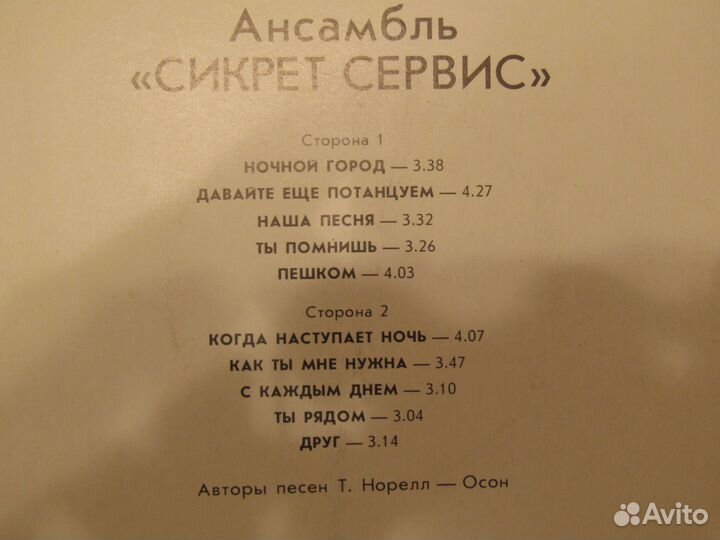 Ансамбль
«СИКРЕТ СЕРВИС»
Сторона 1
НОЧНОЙ ГОРОД — 3.38
ДАВАЙТЕ ЕЩЕ ПОТАНЦУЕМ — 4.27
НАША ПЕСНЯ — 3.32
ТЫ ПОМНИШЬ — 3.26
ПЕШКОМ — 4.03
Сторона 2
КОГДА НАСТУПАЕТ НОЧЬ — 4.07
КАК ТЫ МНЕ НУЖНА — 3.47
С КАЖДЫМ ДНЕМ — 3.10
ТЫ РЯДОМ — 3.04
ДРУГ — 3.14
Авторы песен Т. Норелл — Осон
Avito